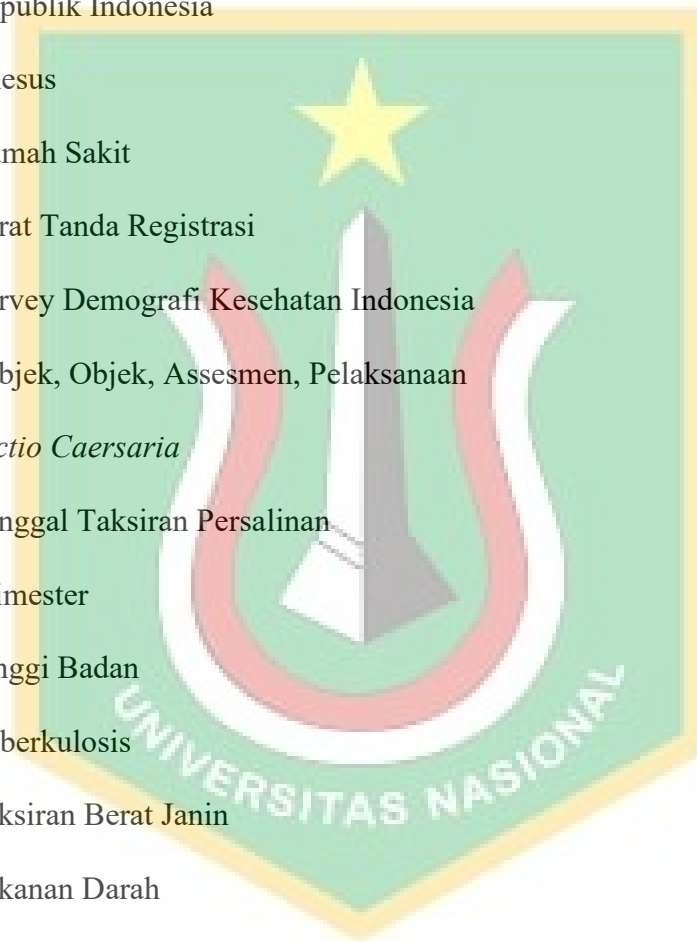 publik Indonesia
esus
mah Sakit
rat Tanda Registrasi
rvey Demografi Kesehatan Indonesia
bjek, Objek, Assesmen, Pelaksanaan
ctio Caersaria
nggal Taksiran Persalinan
imester
nggi Badan
berkulosis
ksiran Berat Janin
kanan Darah
UNIVERSITAS NASIONAL